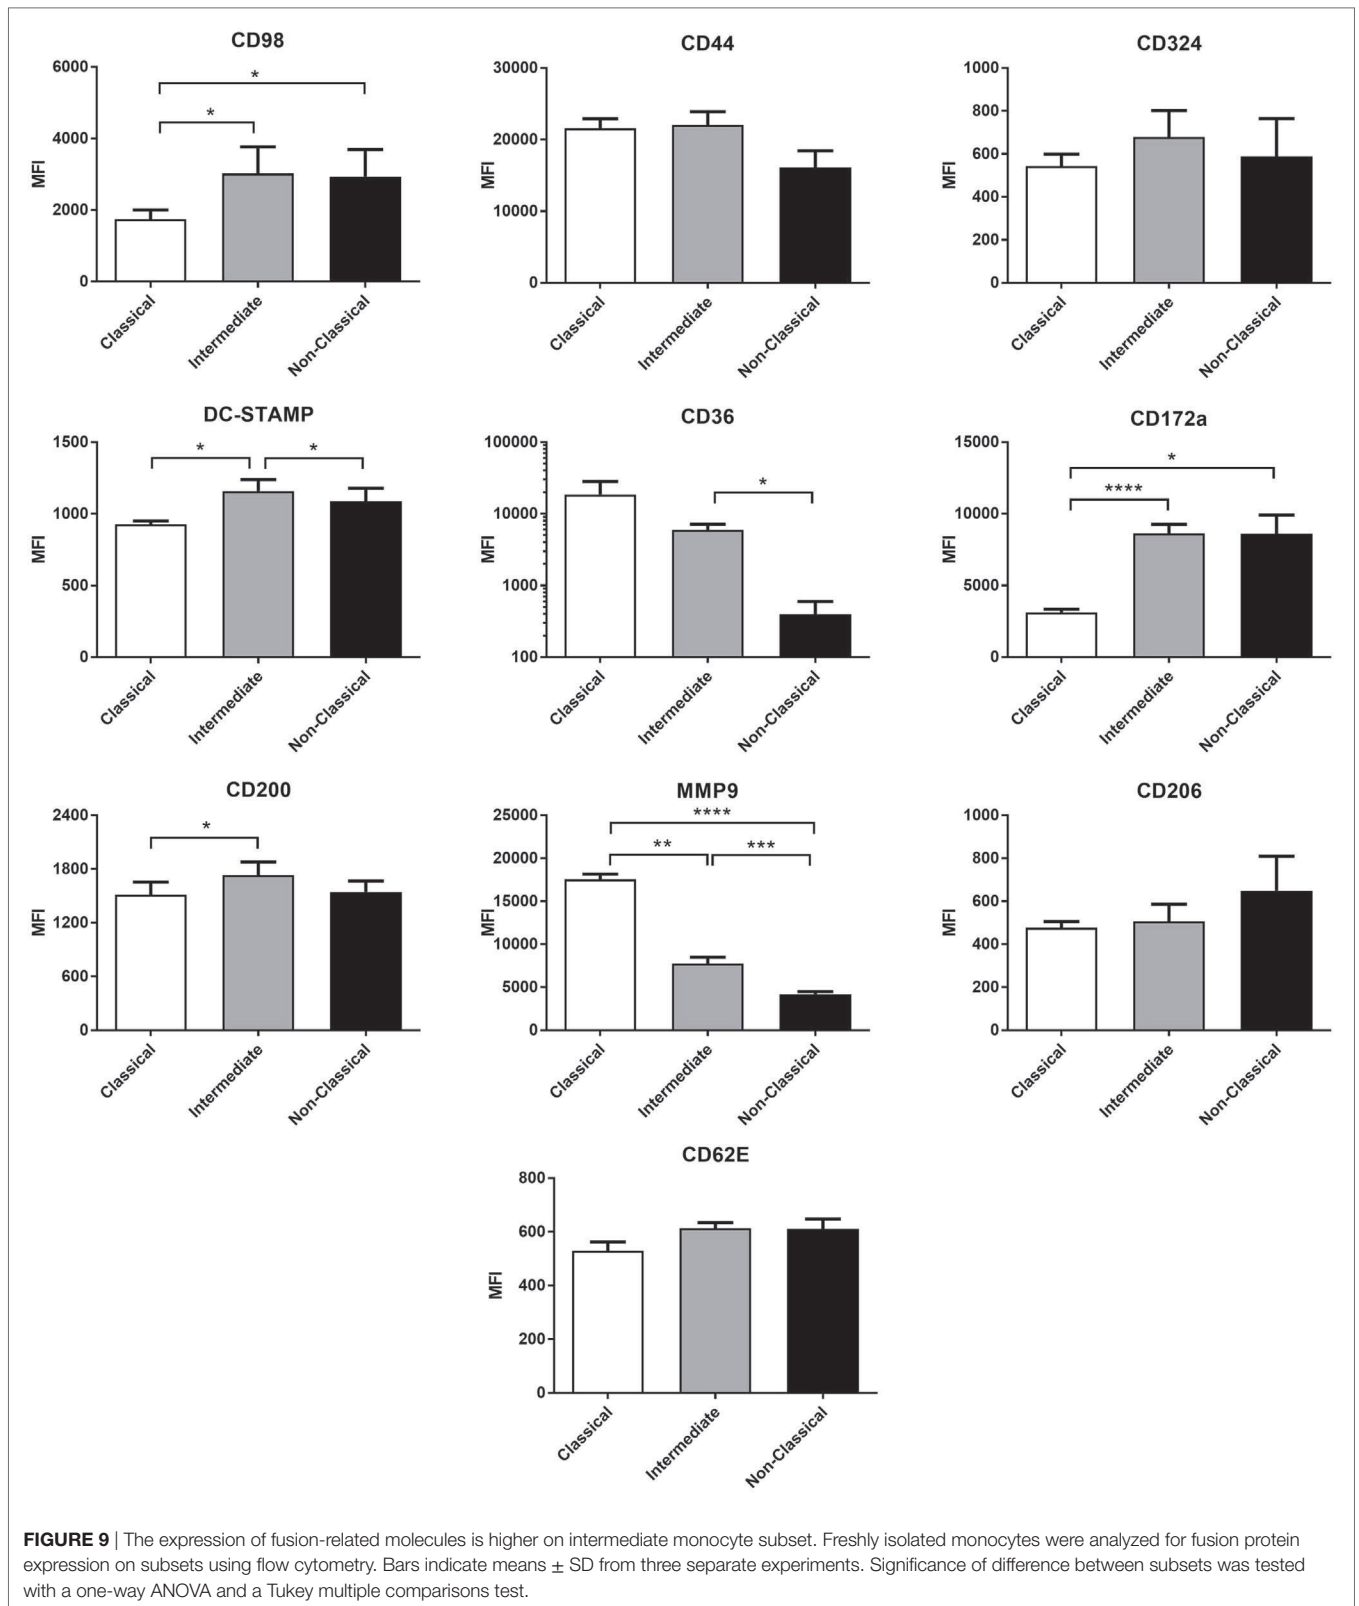 CD98
6000
4000
2000
0
MFI
*
*
Classical
Intermediate
Non-Classical
CD44
30000
20000
10000
0
MFI
Classical
Intermediate
Non-Classical
CD324
1000
800
600
400
200
0
MFI
Classical
Intermediate
Non-Classical
DC-STAMP
1500
1000
500
0
MFI
*
*
Classical
Intermediate
Non-Classical
CD36
100000
10000
1000
100
MFI
*
Classical
Intermediate
Non-Classical
CD172a
15000
10000
5000
0
MFI
*
****
Classical
Intermediate
Non-Classical
CD200
2400
1800
1200
600
0
MFI
*
Classical
Intermediate
Non-Classical
MMP9
25000
20000
15000
10000
5000
0
MFI
****
**
***
Classical
Intermediate
Non-Classical
CD206
1000
800
600
400
200
0
MFI
Classical
Intermediate
Non-Classical
CD62E
800
600
400
200
0
MFI
Classical
Intermediate
Non-Classical
FIGURE 9 | The expression of fusion-related molecules is higher on intermediate monocyte subset. Freshly isolated monocytes were analyzed for fusion protein
expression on subsets using flow cytometry. Bars indicate means ± SD from three separate experiments. Significance of difference between subsets was tested
with a one-way ANOVA and a Tukey multiple comparisons test.